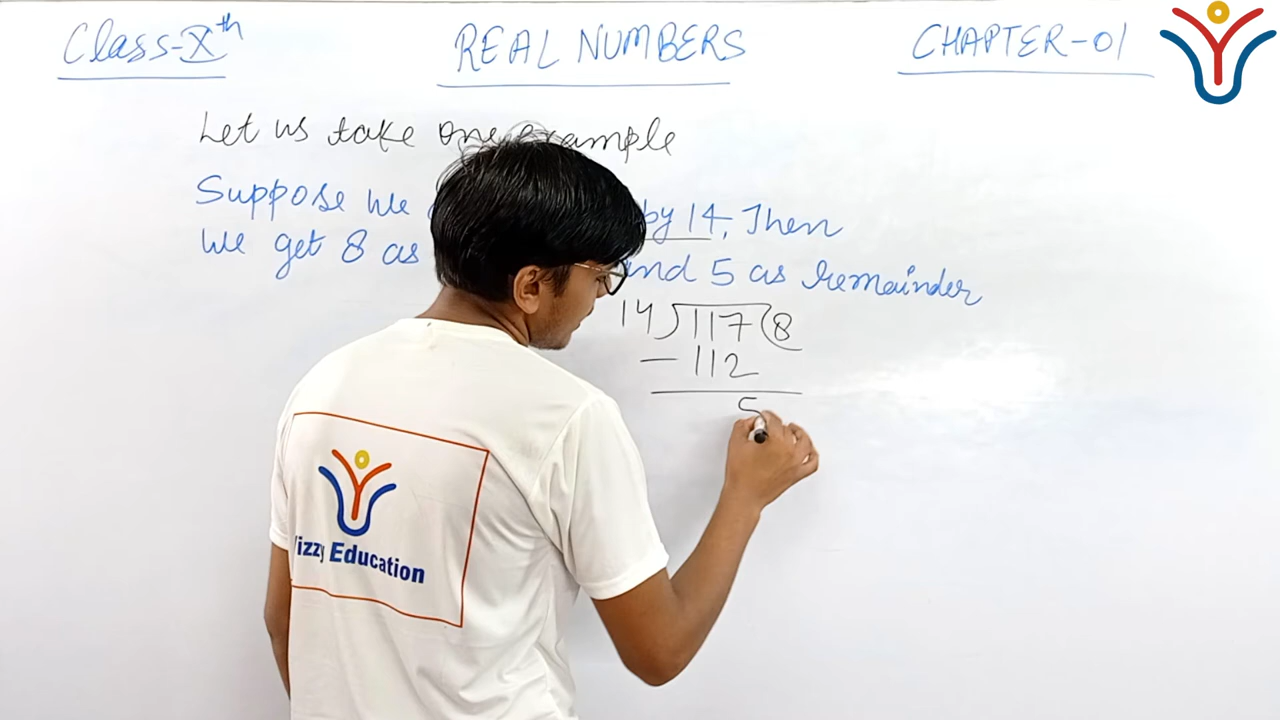 Class-Xth
REAL NUMBERS
CHAPTER-01
Let us take one example
Suppose we by 14, Then
we get 8 as and 5 as remainder
14)117(8
- 112
5
izzy Education